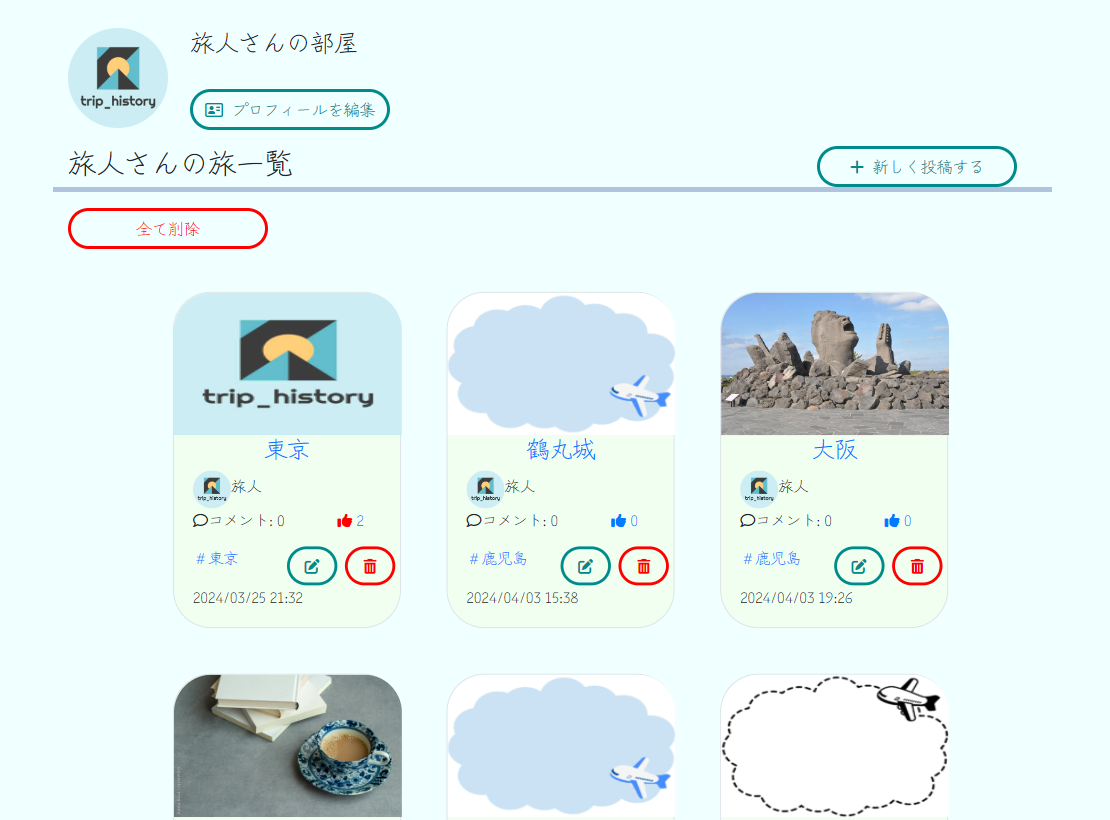 旅人さんの部屋
trip_history
プロフィールを編集
旅人さんの旅一覧
新しく投稿する
全て削除
trip_history
東京
trip_history
旅人
コメント: 0
2
#東京
2024/03/25 21:32
鶴丸城
trip_history
旅人
コメント: 0
0
#鹿児島
2024/04/03 15:38
大阪
trip_history
旅人
コメント: 0
0
#鹿児島
2024/04/03 19:26